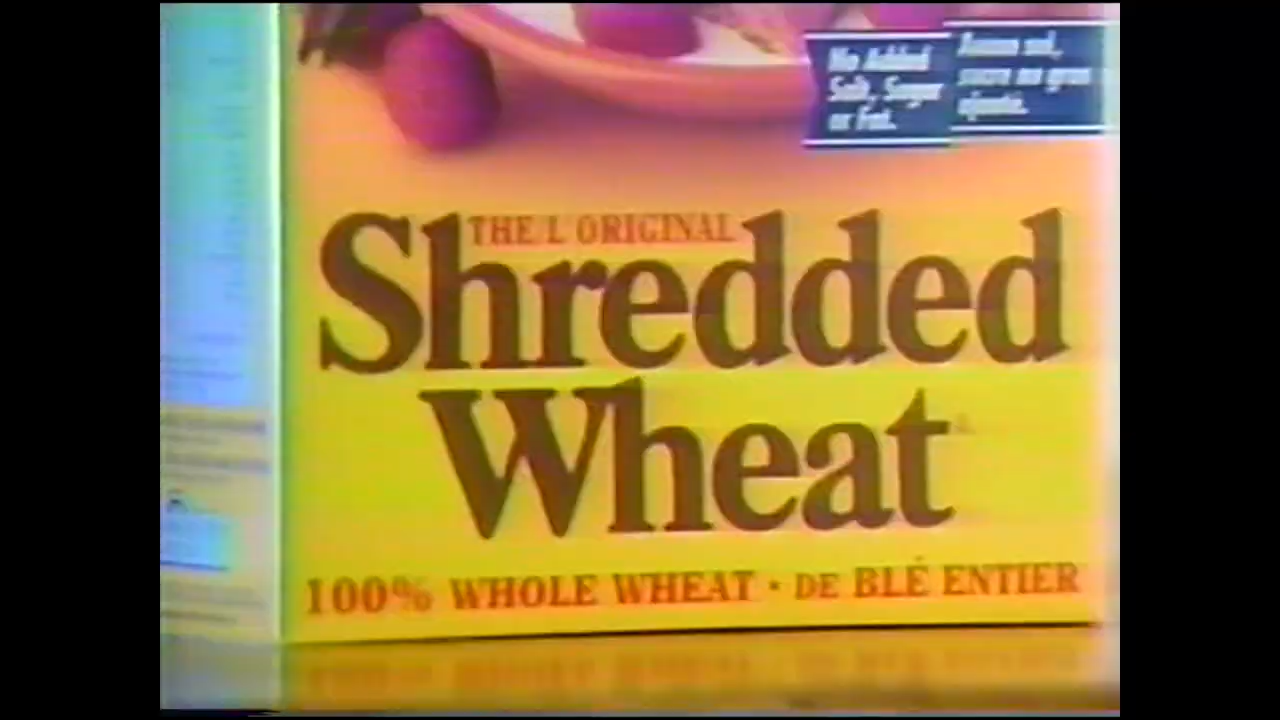 No Added
Salt, Sugar
or Fat.
Aucun sel,
sucre ou gras
ajouté.
THE/L'ORIGINAL
Shredded
Wheat
100% WHOLE WHEAT · DE BLÉ ENTIER